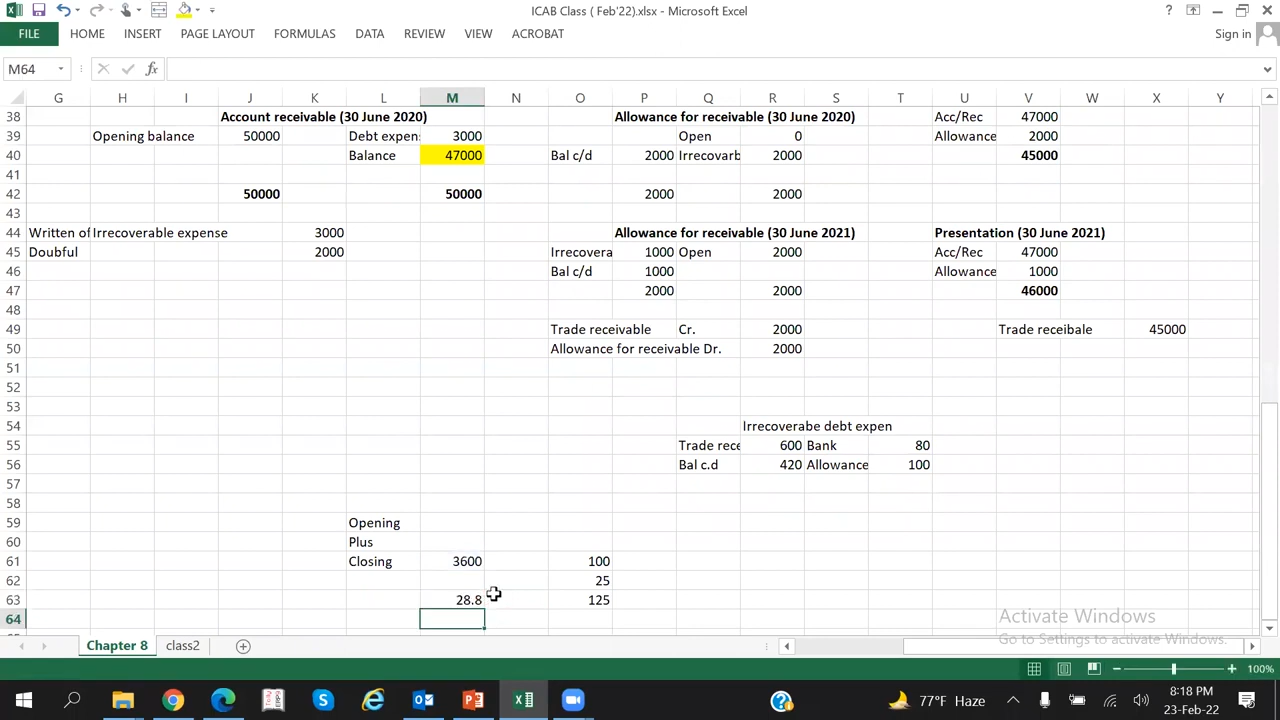 ICAB Class ( Feb'22).xlsx - Microsoft Excel
FILE HOME INSERT PAGE LAYOUT FORMULAS DATA REVIEW VIEW ACROBAT Sign in
M64 fx
G H I J K L M N O P Q R S T U V W X Y
38 Account receivable (30 June 2020) Allowance for receivable (30 June 2020) Acc/Rec 47000
39 Opening balance 50000 Debt expen 3000 Open 0 Allowance 2000
40 Balance 47000 Bal c/d 2000 Irrecovarb 2000 45000
41
42 50000 50000 2000 2000
43
44 Written of Irrecoverable expense 3000 Allowance for receivable (30 June 2021) Presentation (30 June 2021)
45 Doubful 2000 Irrecovera 1000 Open 2000 Acc/Rec 47000
46 Bal c/d 1000 Allowance 1000
47 2000 2000 46000
48
49 Trade receivable Cr. 2000 Trade receibale 45000
50 Allowance for receivable Dr. 2000
51
52
53
54 Irrecoverabe debt expen
55 Trade rece 600 Bank 80
56 Bal c.d 420 Allowance 100
57
58
59 Opening
60 Plus
61 Closing 3600 100
62 25
63 28.8 125
64
Activate Windows
Go to Settings to activate Windows.
Chapter 8 class2
100%
77°F Haze
8:18 PM
23-Feb-22